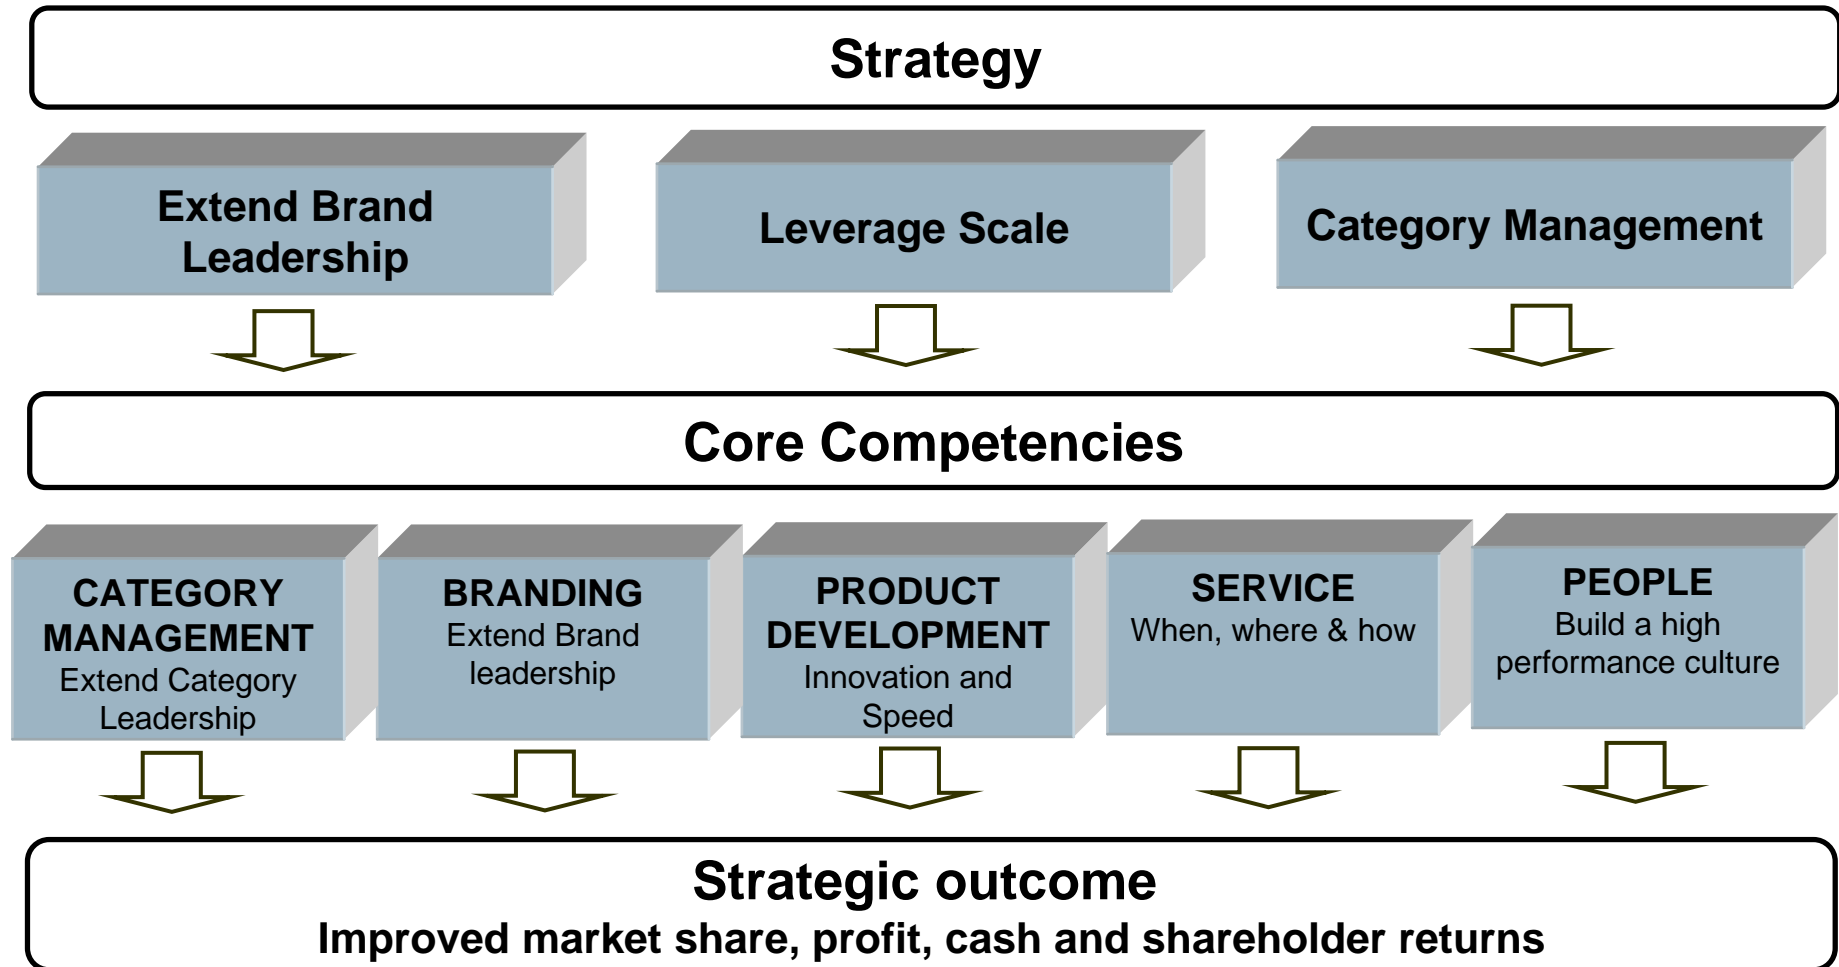 Strategy
Extend Brand
Leadership
Leverage Scale
Category Management
Core Competencies
CATEGORY
MANAGEMENT
Extend Category
Leadership
BRANDING
Extend Brand
leadership
PRODUCT
DEVELOPMENT
Innovation and
Speed
SERVICE
When, where & how
PEOPLE
Build a high
performance culture
Strategic outcome
Improved market share, profit, cash and shareholder returns